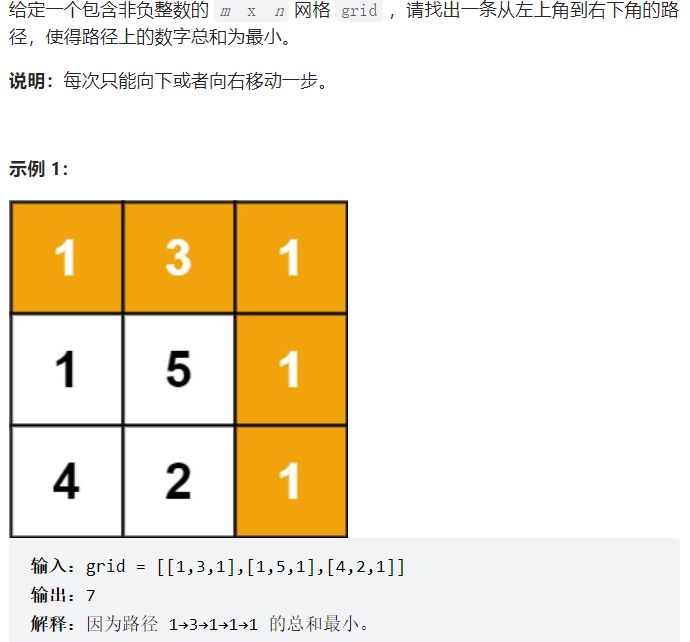 给定一个包含非负整数的 m x n 网格 grid ，请找出一条从左上角到右下角的路
径，使得路径上的数字总和为最小。
说明：每次只能向下或者向右移动一步。
示例 1：
1 3 1
1 5 1
4 2 1
输入：grid = [[1,3,1],[1,5,1],[4,2,1]]
输出：7
解释：因为路径 1→3→1→1→1 的总和最小。